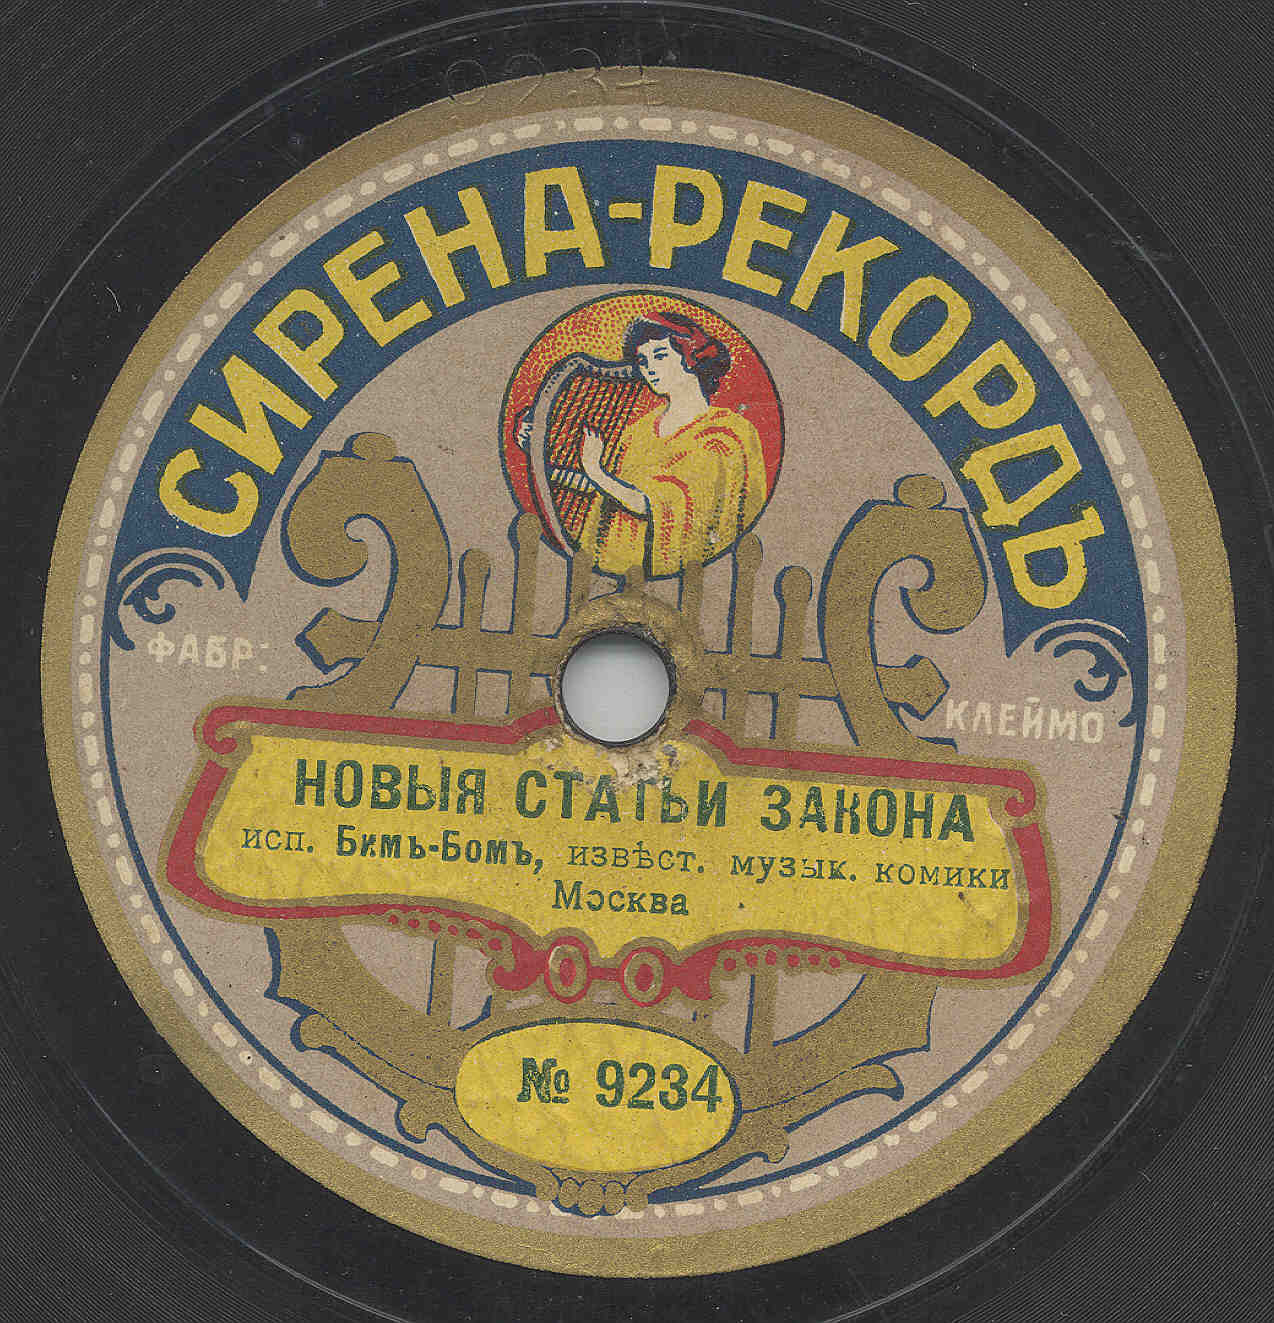 СИРЕНА-РЕКОРДЪ
ФАБР:
КЛЕЙМО
НОВЫЯ СТАТЬИ ЗАКОНА
исп. Бимъ-Бомъ, извѣст. музык. комики
Москва
№ 9234